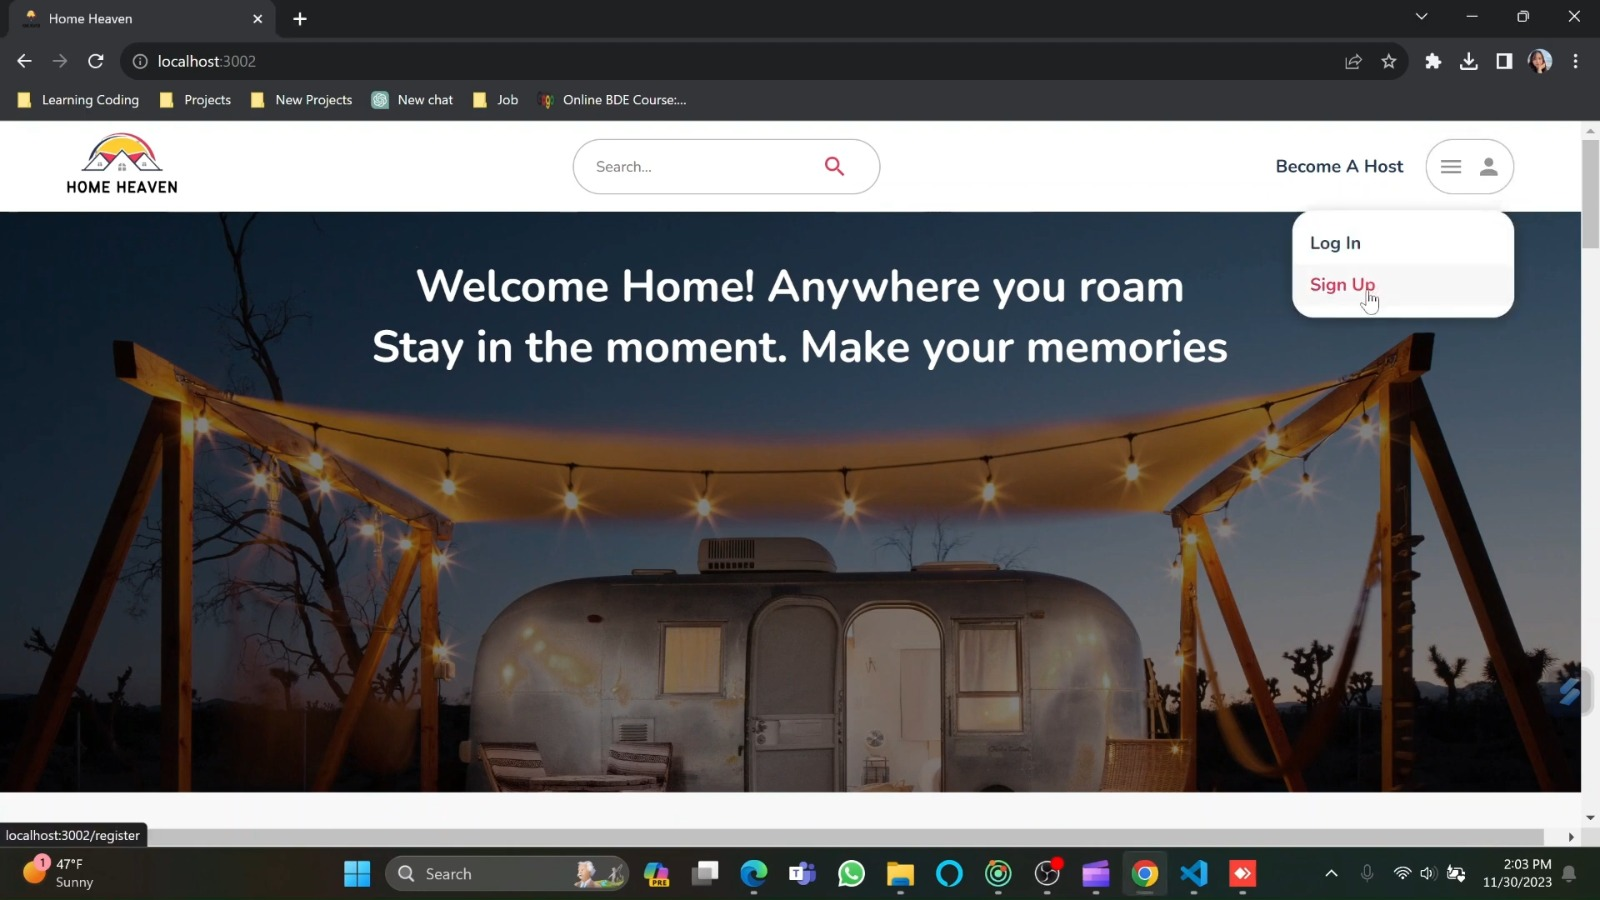 Home Heaven
localhost:3002
Learning Coding
Projects
New Projects
New chat
Job
Online BDE Course:...
HOME HEAVEN
Search...
Become A Host
Log In
Sign Up
Welcome Home! Anywhere you roam
Stay in the moment. Make your memories
localhost:3002/register
1
47°F
Sunny
Search
PRE
2:03 PM
11/30/2023